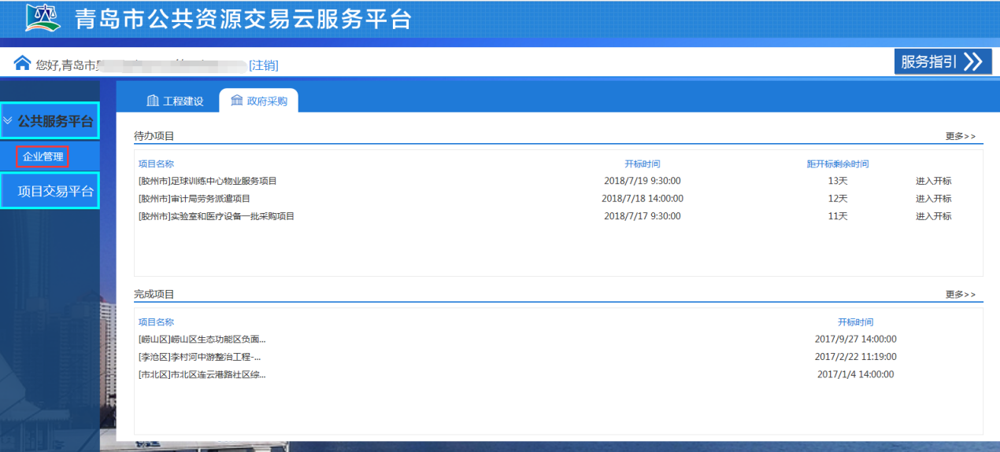 青岛市公共资源交易云服务平台
您好,青岛市 [注销]
服务指引
公共服务平台
企业管理
项目交易平台
工程建设 政府采购
待办项目 更多>>
项目名称 开标时间 距开标剩余时间
[胶州市]足球训练中心物业服务项目 2018/7/19 9:30:00 13天 进入开标
[胶州市]审计局劳务派遣项目 2018/7/18 14:00:00 12天 进入开标
[胶州市]实验室和医疗设备一批采购项目 2018/7/17 9:30:00 11天 进入开标
完成项目 更多>>
项目名称 开标时间
[崂山区]崂山区生态功能区负面... 2017/9/27 14:00:00
[李沧区]李村河中游整治工程-... 2017/2/22 11:19:00
[市北区]市北区连云港路社区综... 2017/1/4 14:00:00